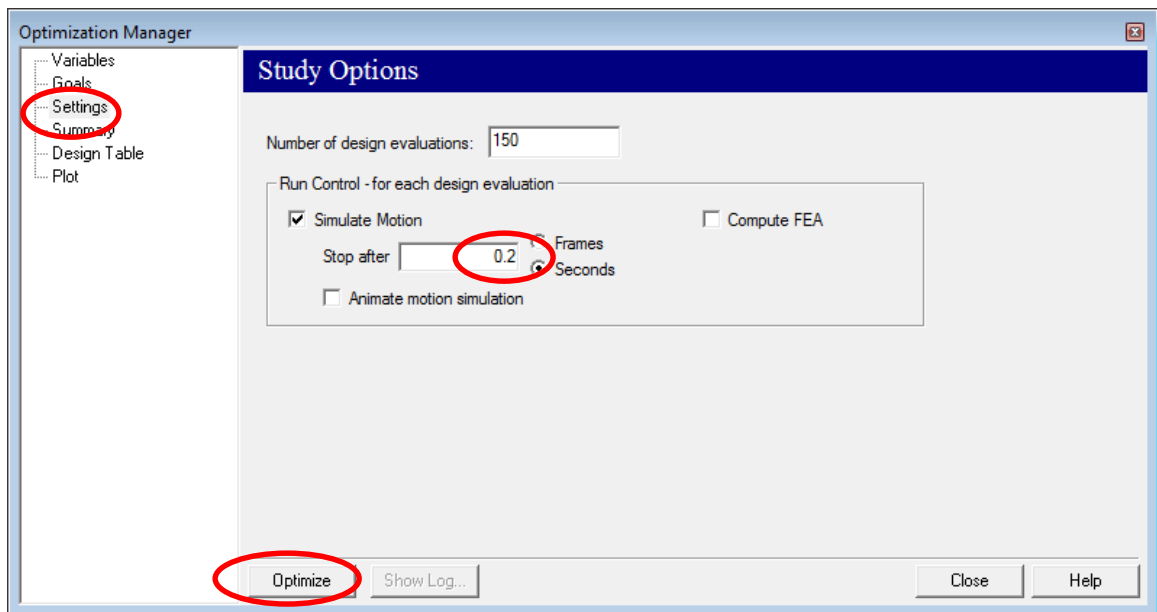 Optimization Manager
Variables
Goals
Settings
Summary
Design Table
Plot
Study Options
Number of design evaluations: 150
Run Control - for each design evaluation
Simulate Motion
Compute FEA
Stop after 0.2
Frames
Seconds
Animate motion simulation
Optimize Show Log... Close Help